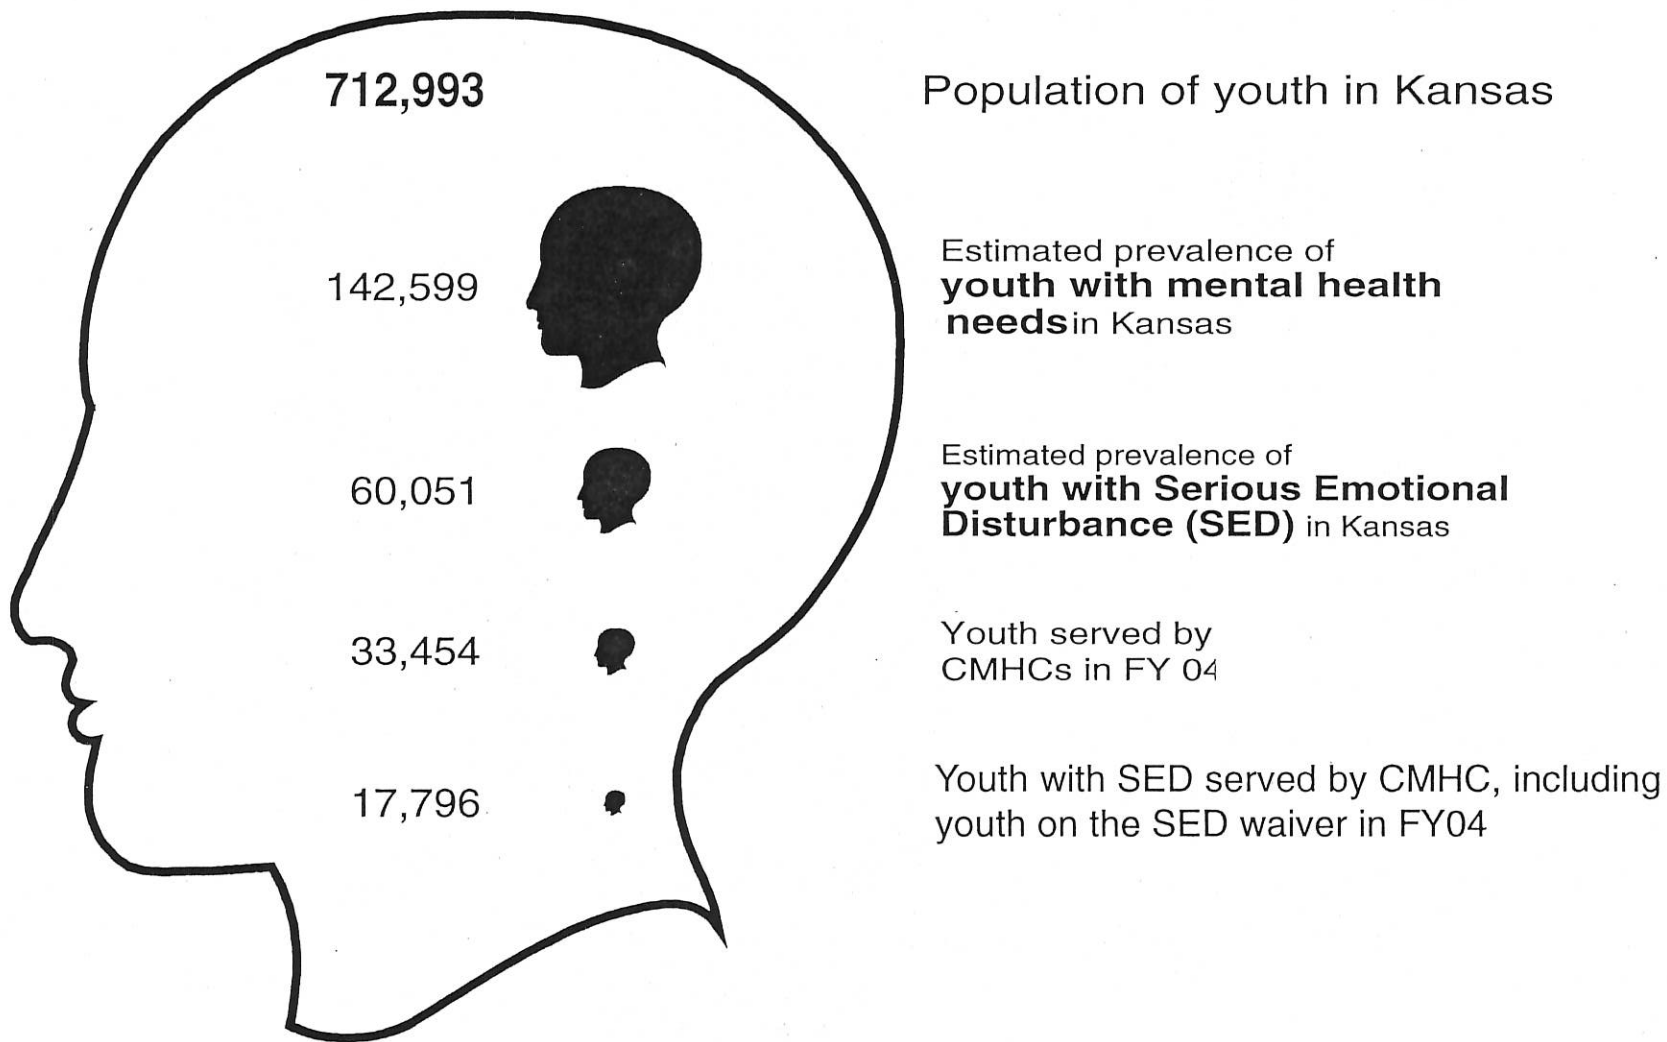 712,993 Population of youth in Kansas
142,599
Estimated prevalence of
youth with mental health
needs in Kansas
60,051
Estimated prevalence of
youth with Serious Emotional
Disturbance (SED) in Kansas
33,454
Youth served by
CMHCs in FY 04
17,796
Youth with SED served by CMHC, including
youth on the SED waiver in FY04